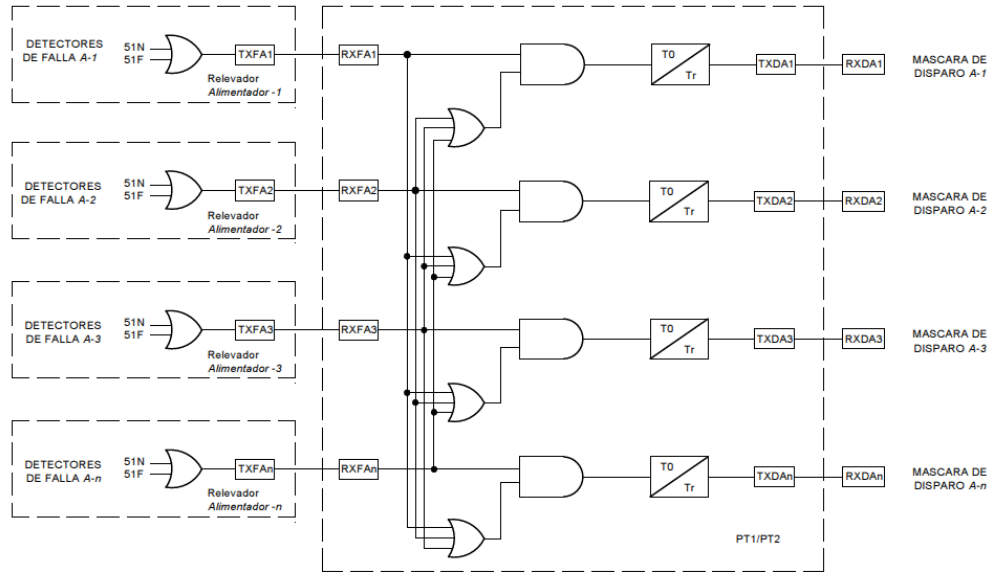 DETECTORES
DE FALLA A-1
51N
51F
TXFA1
Relevador
Alimentador -1
RXFA1
T0
Tr
TXDA1
RXDA1
MASCARA DE
DISPARO A-1
DETECTORES
DE FALLA A-2
51N
51F
TXFA2
Relevador
Alimentador -2
RXFA2
T0
Tr
TXDA2
RXDA2
MASCARA DE
DISPARO A-2
DETECTORES
DE FALLA A-3
51N
51F
TXFA3
Relevador
Alimentador -3
RXFA3
T0
Tr
TXDA3
RXDA3
MASCARA DE
DISPARO A-3
DETECTORES
DE FALLA A-n
51N
51F
TXFAn
Relevador
Alimentador -n
RXFAn
T0
Tr
TXDAn
RXDAn
MASCARA DE
DISPARO A-n
PT1/PT2